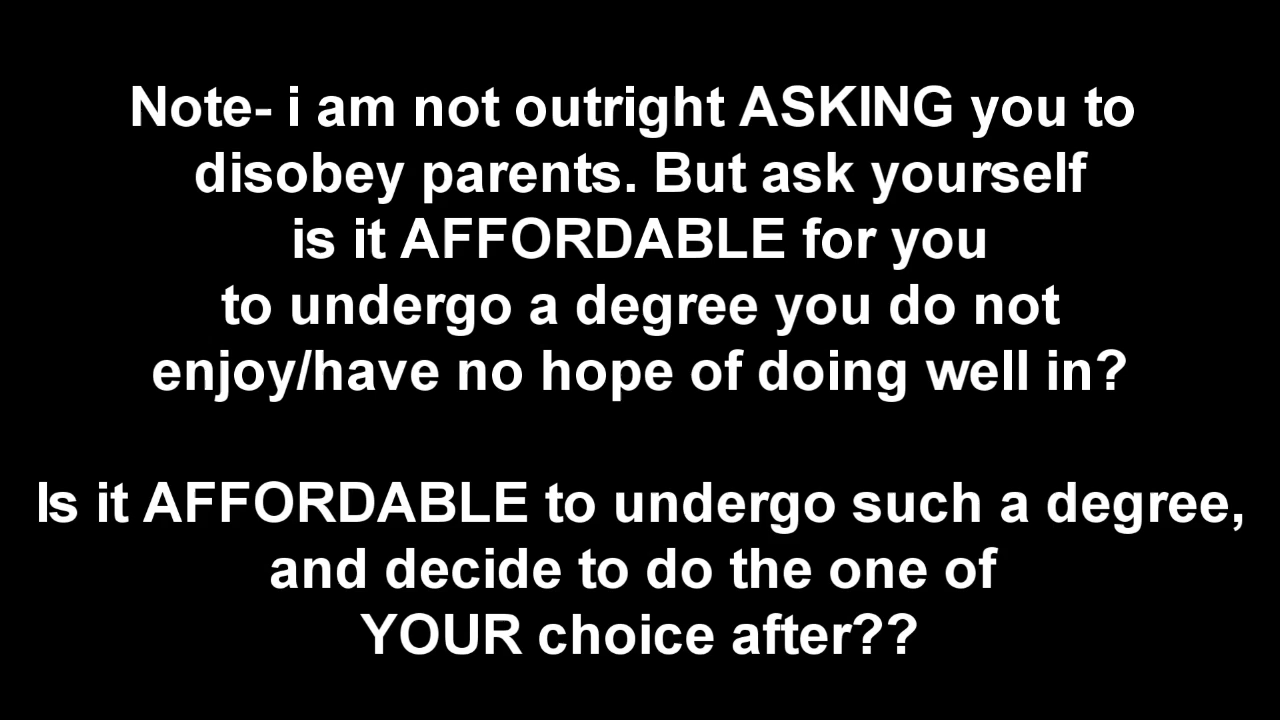 Note- i am not outright ASKING you to
disobey parents. But ask yourself
is it AFFORDABLE for you
to undergo a degree you do not
enjoy/have no hope of doing well in?
Is it AFFORDABLE to undergo such a degree,
and decide to do the one of
YOUR choice after??